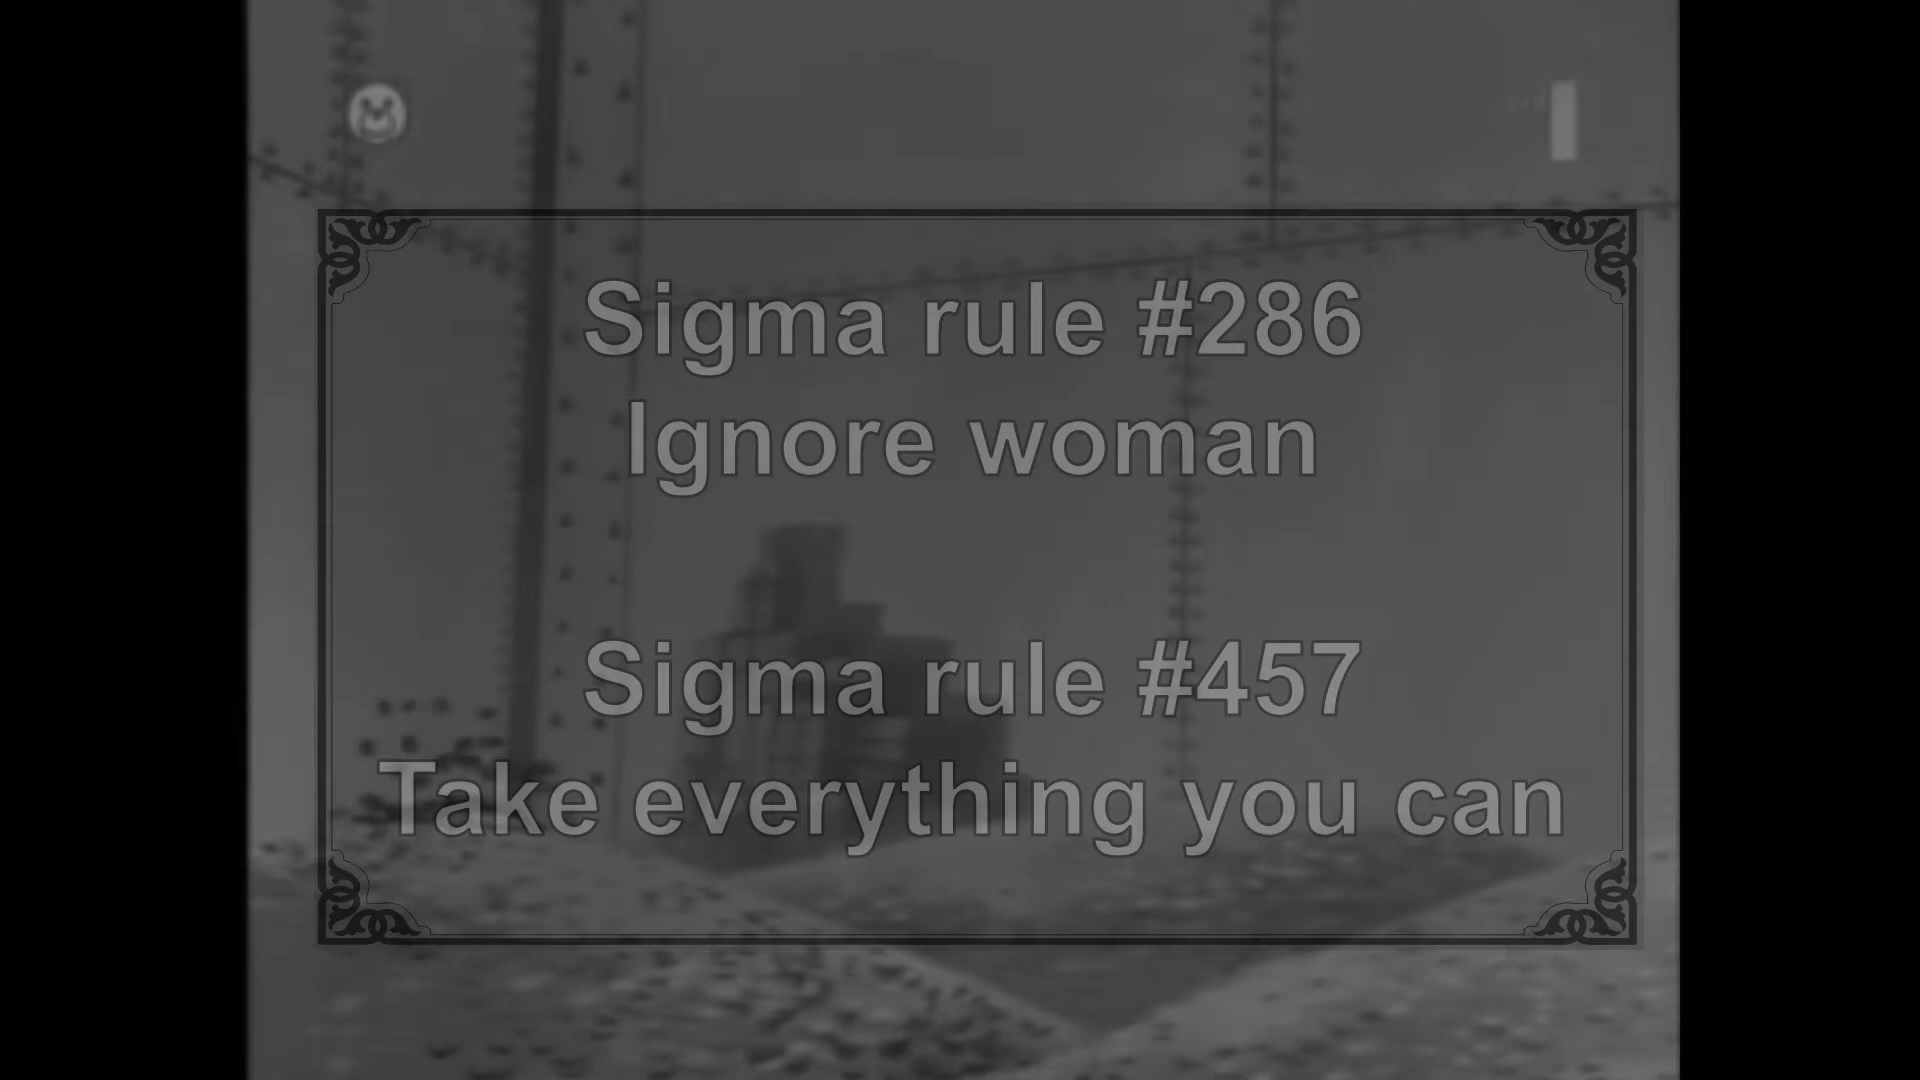 Sigma rule #286
Ignore woman
Sigma rule #457
Take everything you can